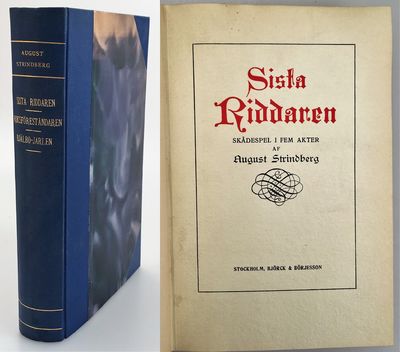 AUGUST
STRINDBERG
SISTA RIDDAREN
RIKSFÖRESTÅNDAREN
BJÄLBO-JARLEN
Sista
Riddaren
SKÅDESPEL I FEM AKTER
AF
August Strindberg
STOCKHOLM, BJÖRCK & BÖRJESSON